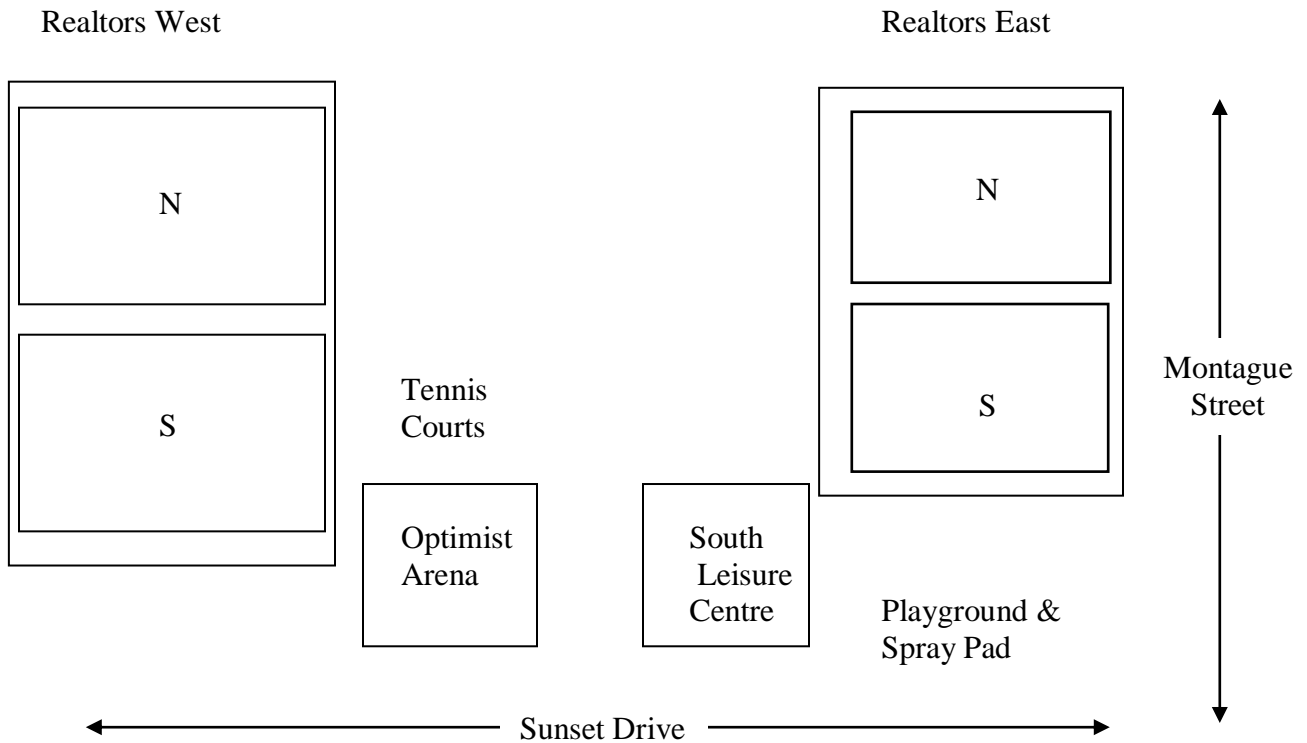 Realtors West
Realtors East
N
N
Montague
Street
Tennis
Courts
S
S
Optimist
Arena
South
Leisure
Centre
Playground &
Spray Pad
Sunset Drive